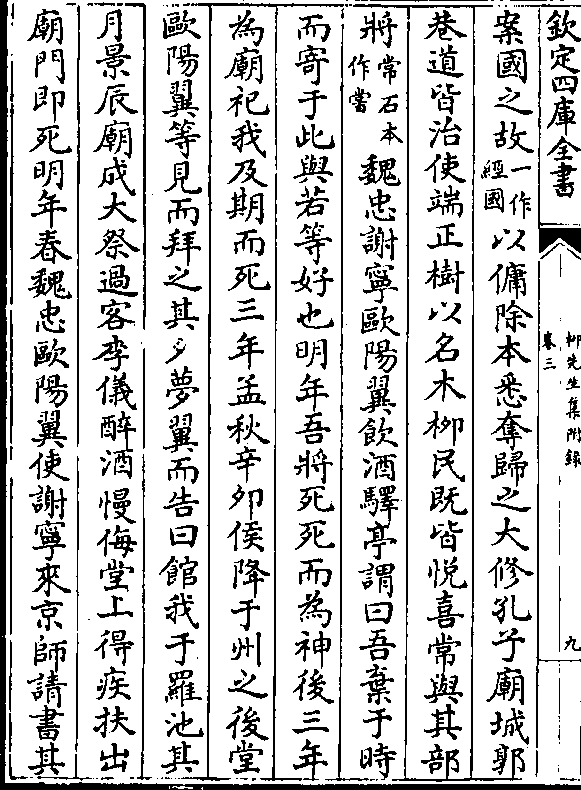 欽定四庫全書
柳先生集附錄
卷三
九
案國之故一作經國以傭除本悉奪歸之大修孔子廟城郭
巷道皆治使端正樹以名木柳民既皆悅喜常與其部
將常石本作嘗魏忠謝寧歐陽翼飲酒驛亭謂曰吾棄于時
而寄于此與若等好也明年吾將死死而為神後三年
為廟祀我及期而死三年孟秋辛卯侯降于州之後堂
歐陽翼等見而拜之其夕夢翼而告曰館我于羅池其
月景辰廟成大祭過客李儀醉酒慢侮堂上得疾扶出
廟門即死明年春魏忠歐陽翼使謝寧來京師請書其